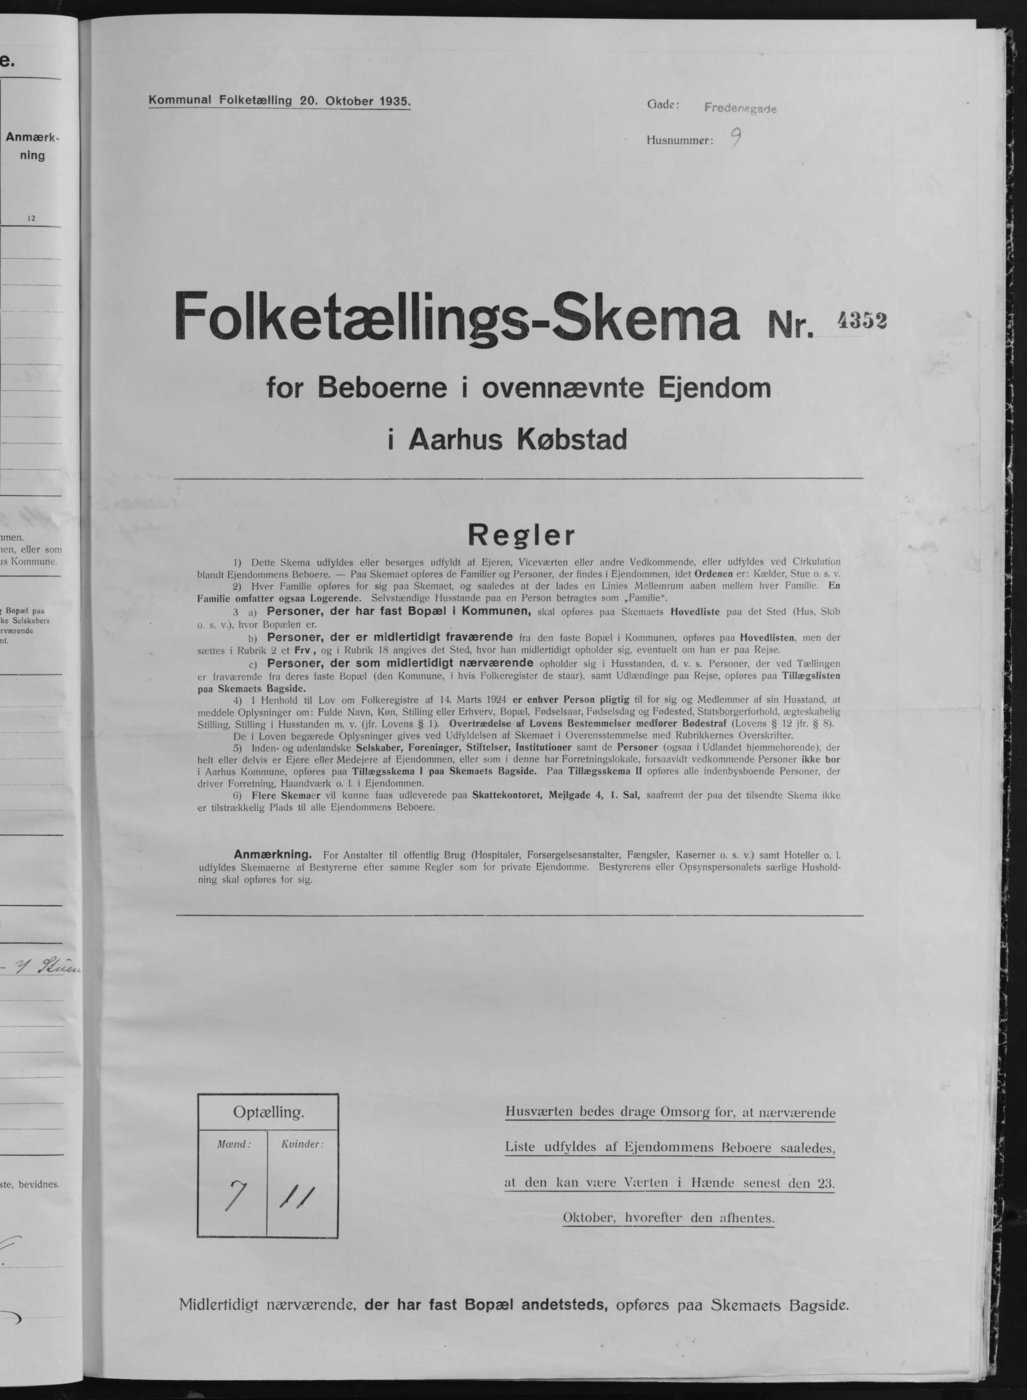 e.
Anmærk-
ning
12
mmen.
nen, eller som
us Kommune.
g Bopæl paa
ke Selskabers
rværende
nt.
- 4 Stuen
ste, bevidnes.
Kommunal Folketælling 20. Oktober 1935.
Gade: Fredensgade
Husnummer: 9
Folketællings-Skema Nr. 4352
for Beboerne i ovennævnte Ejendom
i Aarhus Købstad
Regler
1) Dette Skema udfyldes eller besørges udfyldt af Ejeren, Viceværten eller andre Vedkommende, eller udfyldes ved Cirkulation
blandt Ejendommens Beboere. — Paa Skemaet opføres de Familier og Personer, der findes i Ejendommen, idet Ordenen er: Kælder, Stue o. s. v.
2) Hver Familie opføres for sig paa Skemaet, og saaledes at der lades en Linies Mellemrum aaben mellem hver Familie. En
Familie omfatter ogsaa Logerende. Selvstændige Husstande paa en Person betragtes som „Familie“.
3 a) Personer, der har fast Bopæl i Kommunen, skal opføres paa Skemaets Hovedliste paa det Sted (Hus, Skib
o. s. v.), hvor Bopælen er.
b) Personer, der er midlertidigt fraværende fra den faste Bopæl i Kommunen, opføres paa Hovedlisten, men der
sættes i Rubrik 2 et Frv , og i Rubrik 18 angives det Sted, hvor han midlertidigt opholder sig, eventuelt om han er paa Rejse.
c) Personer, der som midlertidigt nærværende opholder sig i Husstanden, d. v. s. Personer, der ved Tællingen
er fraværende fra deres faste Bopæl (den Kommune, i hvis Folkeregister de staar), samt Udlændinge paa Rejse, opføres paa Tillægslisten
paa Skemaets Bagside.
4) I Henhold til Lov om Folkeregistre af 14. Marts 1924 er enhver Person pligtig til for sig og Medlemmer af sin Husstand, at
meddele Oplysninger om: Fulde Navn, Køn, Stilling eller Erhverv, Bopæl, Fødselsaar, Fødselsdag og Fødested, Statsborgerforhold, ægteskabelig
Stilling, Stilling i Husstanden m. v. (jfr. Lovens § 1). Overtrædelse af Lovens Bestemmelser medfører Bødestraf (Lovens § 12 jfr. § 8).
De i Loven begærede Oplysninger gives ved Udfyldelsen af Skemaet i Overensstemmelse med Rubrikkernes Overskrifter.
5) Inden- og udenlandske Selskaber, Foreninger, Stiftelser, Institutioner samt de Personer (ogsaa i Udlandet hjemmehørende), der
helt eller delvis er Ejere eller Medejere af Ejendommen, eller som i denne har Forretningslokale, forsaavidt vedkommende Personer ikke bor
i Aarhus Kommune, opføres paa Tillægsskema I paa Skemaets Bagside. Paa Tillægsskema II opføres alle indenbysboende Personer, der
driver Forretning, Haandværk o. l. i Ejendommen.
6) Flere Skemaer vil kunne faas udleverede paa Skattekontoret, Mejlgade 4, 1. Sal, saafremt der paa det tilsendte Skema ikke
er tilstrækkelig Plads til alle Ejendommens Beboere.
Anmærkning. For Anstalter til offentlig Brug (Hospitaler, Forsørgelsesanstalter, Fængsler, Kaserner o. s. v.) samt Hoteller o. l.
udfyldes Skemaerne af Bestyrerne efter samme Regler som for private Ejendomme. Bestyrerens eller Opsynspersonalets særlige Hushold-
ning skal opføres for sig.
Optælling.
Mænd: Kvinder:
7 11
Husværten bedes drage Omsorg for, at nærværende
Liste udfyldes af Ejendommens Beboere saaledes,
at den kan være Værten i Hænde senest den 23.
Oktober, hvorefter den afhentes.
Midlertidigt nærværende, der har fast Bopæl andetsteds, opføres paa Skemaets Bagside.